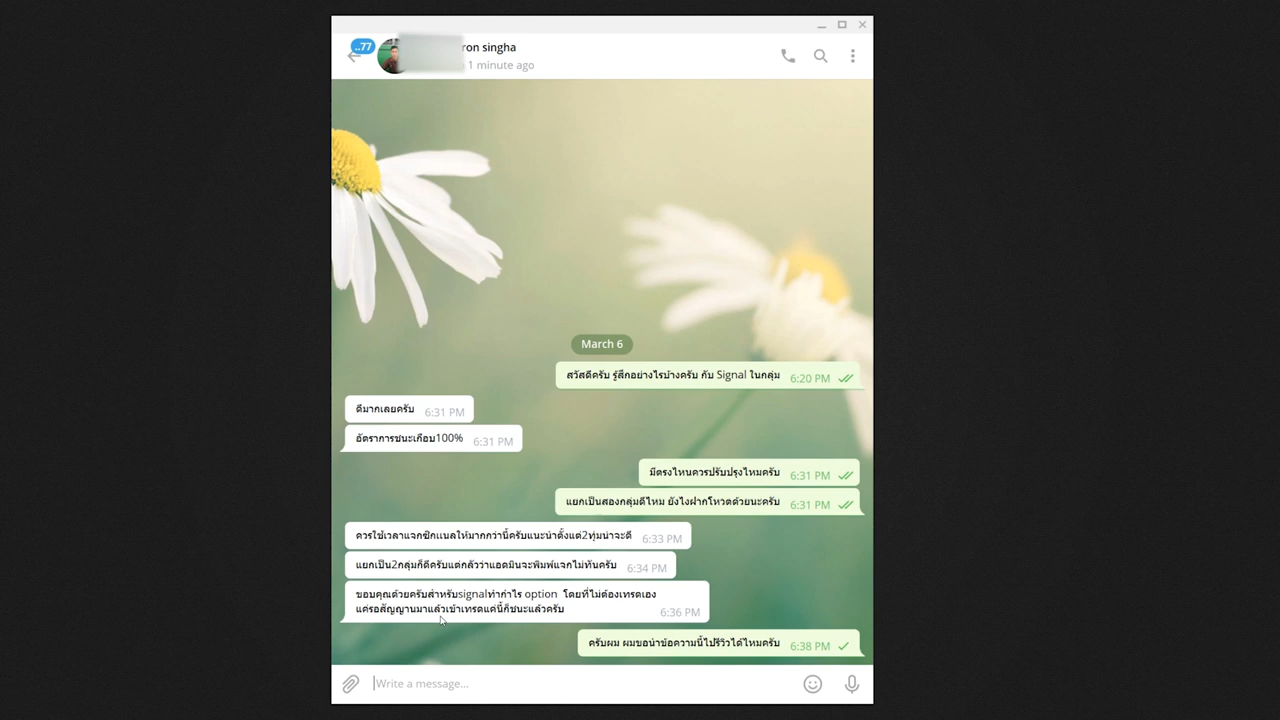 ..77
ron singha
1 minute ago
March 6
สวัสดีครับ รู้สึกอย่างไรบ้างครับ กับ Signal ในกลุ่ม 6:20 PM
ดีมากเลยครับ 6:31 PM
อัตราการชนะเกือบ100% 6:31 PM
มีตรงไหนควรปรับปรุงไหมครับ 6:31 PM
แยกเป็นสองกลุ่มดีไหม ยังไงฝากโหวตด้วยนะครับ 6:31 PM
ควรใช้เวลาแจกซิกแนลให้มากกว่านี้ครับแนะนำตั้งแต่2ทุ่มน่าจะดี 6:33 PM
แยกเป็น2กลุ่มก็ดีครับแต่กลัวว่าแอดมินจะพิมพ์แจกไม่ทันครับ 6:34 PM
ขอบคุณด้วยครับสำหรับsignalทำกำไร option โดยที่ไม่ต้องเทรดเอง
แค่รอสัญญานมาแล้วเข้าเทรดแค่นี้ก็ชนะแล้วครับ 6:36 PM
ครับผม ผมขอนำข้อความนี้ไปรีวิวได้ไหมครับ 6:38 PM
Write a message...